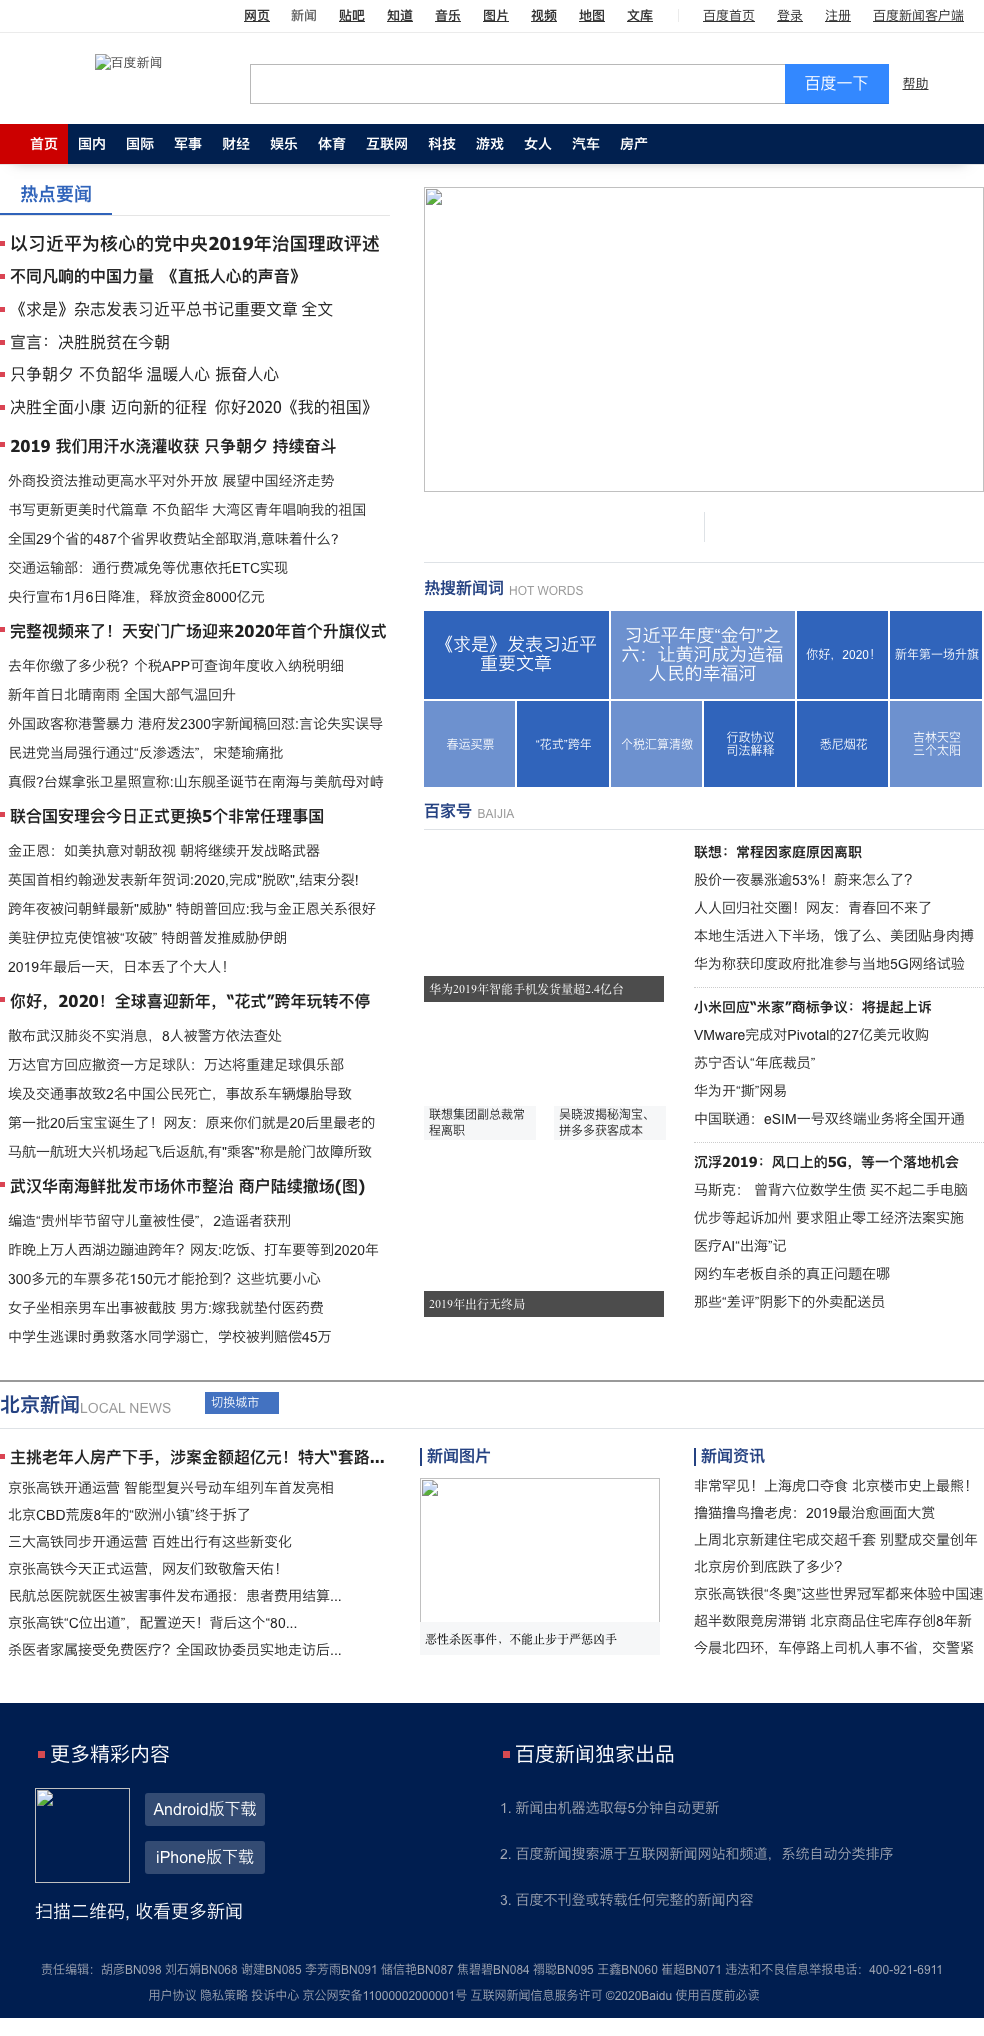 网页 新闻 贴吧 知道 音乐 图片 视频 地图 文库 百度首页 登录 注册 百度新闻客户端
百度新闻
百度一下 帮助
首页 国内 国际 军事 财经 娱乐 体育 互联网 科技 游戏 女人 汽车 房产
热点要闻
以习近平为核心的党中央2019年治国理政评述
不同凡响的中国力量 《直抵人心的声音》
《求是》杂志发表习近平总书记重要文章 全文
宣言：决胜脱贫在今朝
只争朝夕 不负韶华 温暖人心 振奋人心
决胜全面小康 迈向新的征程 你好2020《我的祖国》
2019 我们用汗水浇灌收获 只争朝夕 持续奋斗
外商投资法推动更高水平对外开放 展望中国经济走势
书写更新更美时代篇章 不负韶华 大湾区青年唱响我的祖国
全国29个省的487个省界收费站全部取消,意味着什么?
交通运输部：通行费减免等优惠依托ETC实现
央行宣布1月6日降准，释放资金8000亿元
完整视频来了！天安门广场迎来2020年首个升旗仪式
去年你缴了多少税？个税APP可查询年度收入纳税明细
新年首日北晴南雨 全国大部气温回升
外国政客称港警暴力 港府发2300字新闻稿回怼:言论失实误导
民进党当局强行通过“反渗透法”，宋楚瑜痛批
真假?台媒拿张卫星照宣称:山东舰圣诞节在南海与美航母对峙
联合国安理会今日正式更换5个非常任理事国
金正恩：如美执意对朝敌视 朝将继续开发战略武器
英国首相约翰逊发表新年贺词:2020,完成"脱欧",结束分裂!
跨年夜被问朝鲜最新"威胁" 特朗普回应:我与金正恩关系很好
美驻伊拉克使馆被“攻破” 特朗普发推威胁伊朗
2019年最后一天，日本丢了个大人！
你好，2020！全球喜迎新年，“花式”跨年玩转不停
散布武汉肺炎不实消息，8人被警方依法查处
万达官方回应撤资一方足球队：万达将重建足球俱乐部
埃及交通事故致2名中国公民死亡，事故系车辆爆胎导致
第一批20后宝宝诞生了！网友：原来你们就是20后里最老的
马航一航班大兴机场起飞后返航,有"乘客"称是舱门故障所致
武汉华南海鲜批发市场休市整治 商户陆续撤场(图)
编造“贵州毕节留守儿童被性侵”，2造谣者获刑
昨晚上万人西湖边蹦迪跨年？网友:吃饭、打车要等到2020年
300多元的车票多花150元才能抢到？这些坑要小心
女子坐相亲男车出事被截肢 男方:嫁我就垫付医药费
中学生逃课时勇救落水同学溺亡，学校被判赔偿45万
热搜新闻词 HOT WORDS
《求是》发表习近平
重要文章
习近平年度“金句”之
六：让黄河成为造福
人民的幸福河
你好，2020！
新年第一场升旗
春运买票
“花式”跨年
个税汇算清缴
行政协议
司法解释
悉尼烟花
吉林天空
三个太阳
百家号 BAIJIA
华为2019年智能手机发货量超2.4亿台
联想集团副总裁常
程离职
吴晓波揭秘淘宝、
拼多多获客成本
2019年出行无终局
联想：常程因家庭原因离职
股价一夜暴涨逾53%！蔚来怎么了？
人人回归社交圈！网友：青春回不来了
本地生活进入下半场，饿了么、美团贴身肉搏
华为称获印度政府批准参与当地5G网络试验
小米回应“米家”商标争议：将提起上诉
VMware完成对Pivotal的27亿美元收购
苏宁否认“年底裁员”
华为开“撕”网易
中国联通：eSIM一号双终端业务将全国开通
沉浮2019：风口上的5G，等一个落地机会
马斯克： 曾背六位数学生债 买不起二手电脑
优步等起诉加州 要求阻止零工经济法案实施
医疗AI“出海”记
网约车老板自杀的真正问题在哪
那些“差评”阴影下的外卖配送员
北京新闻 LOCAL NEWS 切换城市
主挑老年人房产下手，涉案金额超亿元！特大“套路...
京张高铁开通运营 智能型复兴号动车组列车首发亮相
北京CBD荒废8年的“欧洲小镇”终于拆了
三大高铁同步开通运营 百姓出行有这些新变化
京张高铁今天正式运营，网友们致敬詹天佑！
民航总医院就医生被害事件发布通报：患者费用结算...
京张高铁“C位出道”，配置逆天！背后这个“80...
杀医者家属接受免费医疗？全国政协委员实地走访后...
新闻图片
恶性杀医事件、不能止步于严惩凶手
新闻资讯
非常罕见！上海虎口夺食 北京楼市史上最熊！
撸猫撸鸟撸老虎：2019最治愈画面大赏
上周北京新建住宅成交超千套 别墅成交量创年
北京房价到底跌了多少？
京张高铁很“冬奥”这些世界冠军都来体验中国速
超半数限竞房滞销 北京商品住宅库存创8年新
今晨北四环，车停路上司机人事不省，交警紧
更多精彩内容
Android版下载
iPhone版下载
扫描二维码, 收看更多新闻
百度新闻独家出品
1. 新闻由机器选取每5分钟自动更新
2. 百度新闻搜索源于互联网新闻网站和频道，系统自动分类排序
3. 百度不刊登或转载任何完整的新闻内容
责任编辑：胡彦BN098 刘石娟BN068 谢建BN085 李芳雨BN091 储信艳BN087 焦碧碧BN084 禤聪BN095 王鑫BN060 崔超BN071 违法和不良信息举报电话：400-921-6911
用户协议 隐私策略 投诉中心 京公网安备11000002000001号 互联网新闻信息服务许可 ©2020Baidu 使用百度前必读